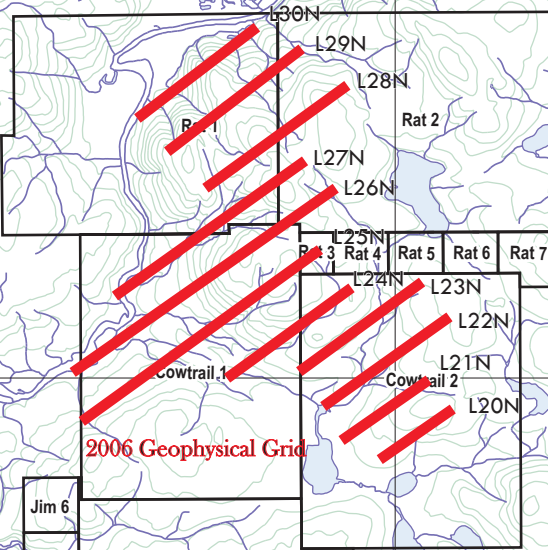 L30N
L29N
L28N
Rat 1
Rat 2
L27N
L26N
L25N
Rat 3
Rat 4
Rat 5
Rat 6
Rat 7
L24N
L23N
L22N
L21N
Cowtrail 1
Cowtrail 2
L20N
2006 Geophysical Grid
Jim 6